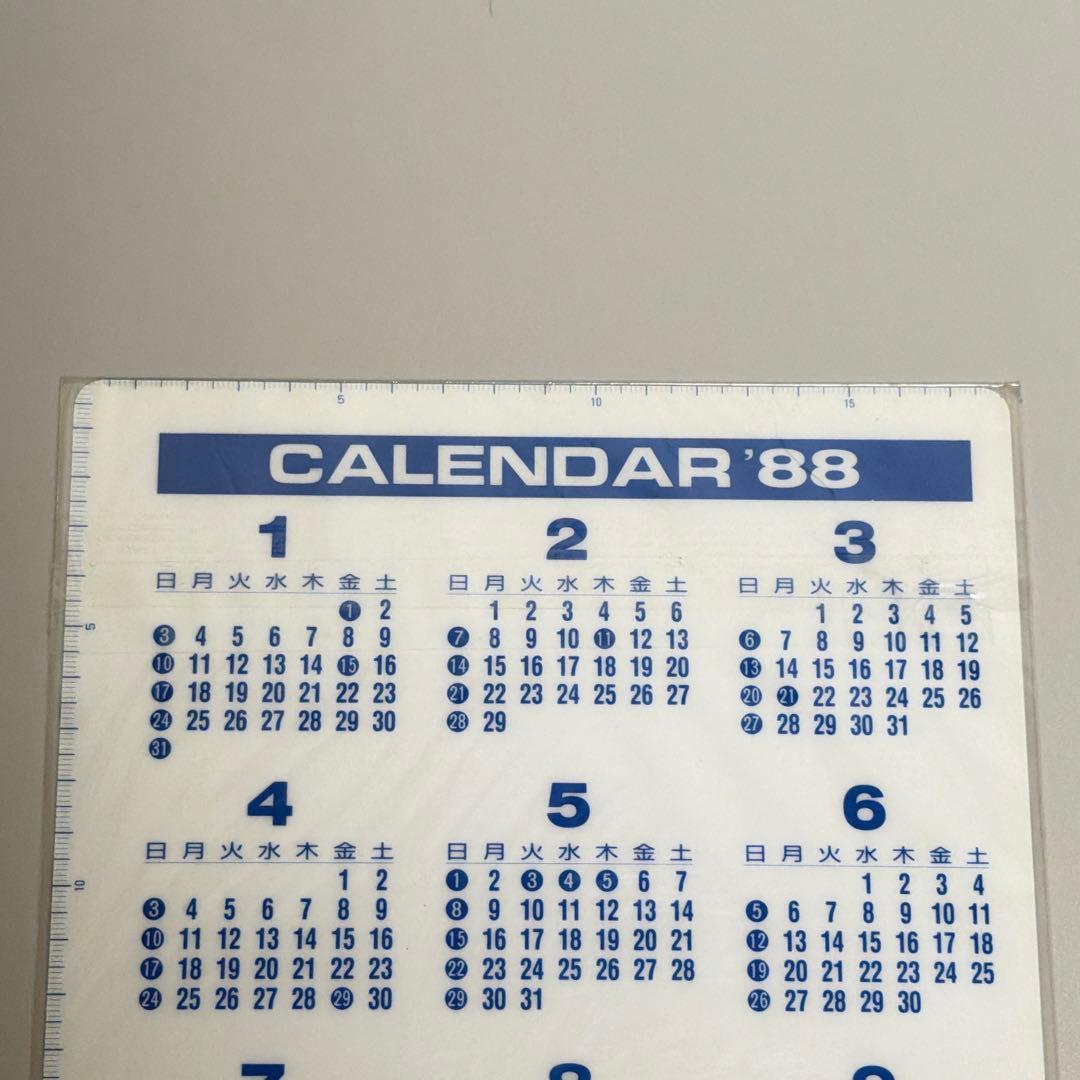 5 10 15
CALENDAR '88
1 2 3
日 月 火 水 木 金 土 日 月 火 水 木 金 土 日 月 火 水 木 金 土
1 2 1 2 3 4 5 6 1 2 3 4 5
3 4 5 6 7 8 9 7 8 9 10 11 12 13 6 7 8 9 10 11 12
10 11 12 13 14 15 16 14 15 16 17 18 19 20 13 14 15 16 17 18 19
17 18 19 20 21 22 23 21 22 23 24 25 26 27 20 21 22 23 24 25 26
24 25 26 27 28 29 30 28 29 27 28 29 30 31
31
4 5 6
日 月 火 水 木 金 土 日 月 火 水 木 金 土 日 月 火 水 木 金 土
1 2 1 2 3 4 5 6 7 1 2 3 4
3 4 5 6 7 8 9 8 9 10 11 12 13 14 5 6 7 8 9 10 11
10 11 12 13 14 15 16 15 16 17 18 19 20 21 12 13 14 15 16 17 18
17 18 19 20 21 22 23 22 23 24 25 26 27 28 19 20 21 22 23 24 25
24 25 26 27 28 29 30 29 30 31 26 27 28 29 30
7 8 9
5
10